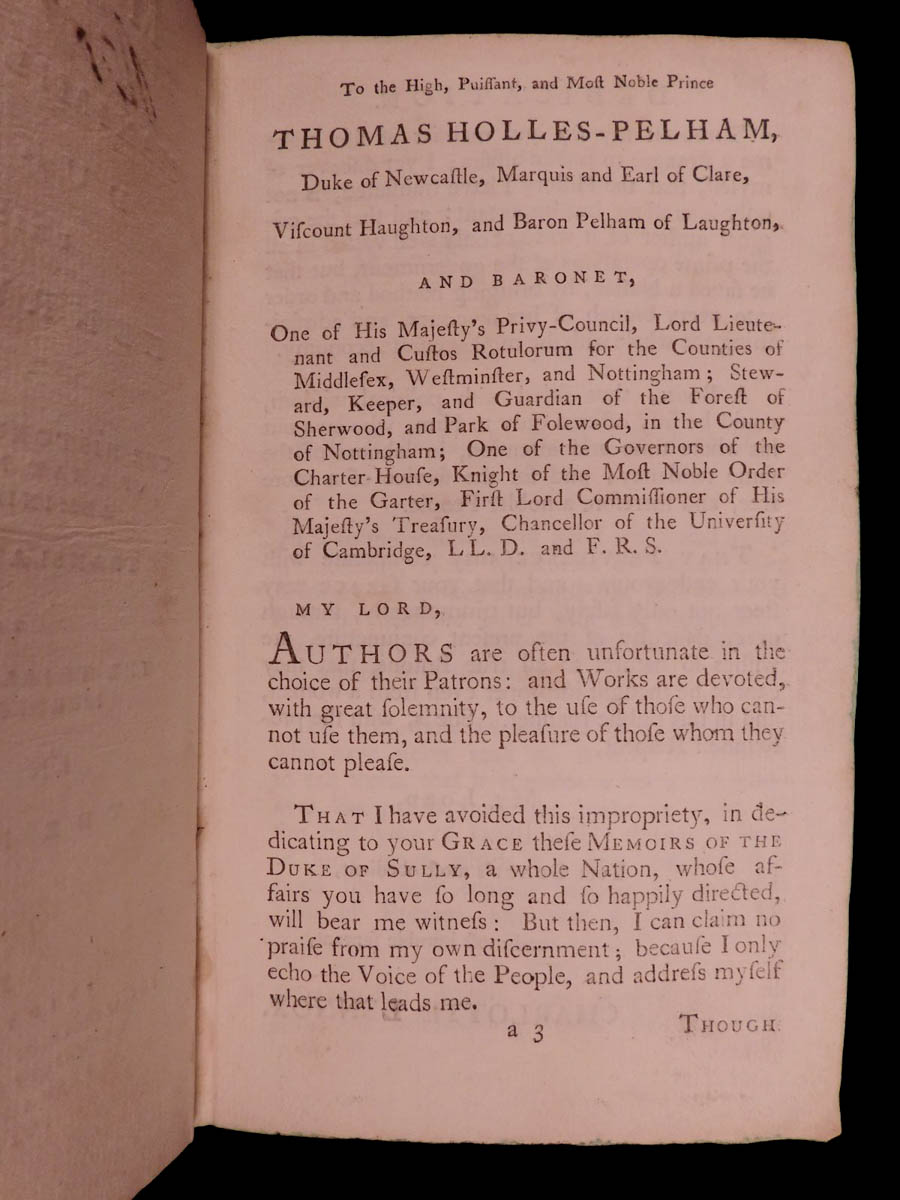 To the High, Puiſſant, and Moſt Noble Prince
THOMAS HOLLES-PELHAM,
Duke of Newcaſtle, Marquis and Earl of Clare,
Viſcount Haughton, and Baron Pelham of Laughton,
AND BARONET,
One of His Majeſty's Privy-Council, Lord Lieute-
nant and Cuſtos Rotulorum for the Counties of
Middleſex, Weſtminſter, and Nottingham; Stew-
ard, Keeper, and Guardian of the Foreſt of
Sherwood, and Park of Folewood, in the County
of Nottingham; One of the Governors of the
Charter-Houſe, Knight of the Moſt Noble Order
of the Garter, Firſt Lord Commiſſioner of His
Majeſty's Treaſury, Chancellor of the Univerſity
of Cambridge, LL. D. and F. R. S.
MY LORD,
AUTHORS are often unfortunate in the
choice of their Patrons: and Works are devoted,
with great ſolemnity, to the uſe of thoſe who can-
not uſe them, and the pleaſure of thoſe whom they
cannot pleaſe.
THAT I have avoided this impropriety, in de-
dicating to your GRACE theſe MEMOIRS OF THE
DUKE OF SULLY, a whole Nation, whoſe af-
fairs you have ſo long and ſo happily directed,
will bear me witneſs: But then, I can claim no
praiſe from my own diſcernment; becauſe I only
echo the Voice of the People, and addreſs myſelf
where that leads me.
a 3 THOUGH